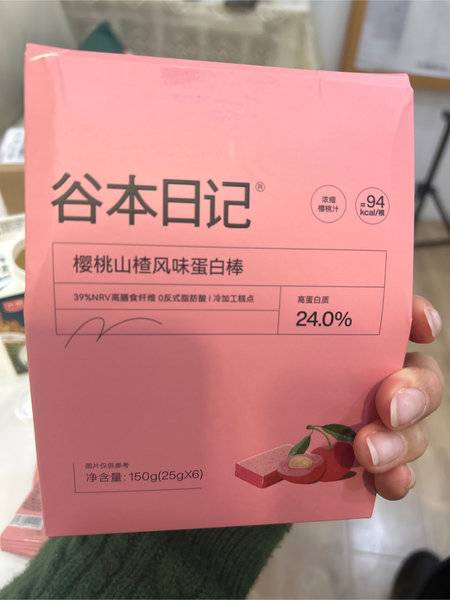 谷本日记®
浓缩
樱桃汁
≌94
kcal/根
樱桃山楂风味蛋白棒
39%NRV高膳食纤维 0反式脂肪酸 | 冷加工糕点
高蛋白质
24.0%
图片仅供参考
净含量: 150g(25gX6)